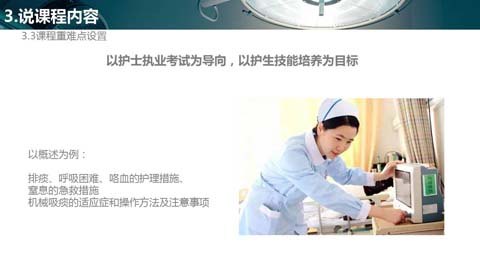 3.说课程内容
3.3课程重难点设置
以护士执业考试为导向，以护生技能培养为目标
以概述为例：
排痰、呼吸困难、咯血的护理措施、
窒息的急救措施
机械吸痰的适应症和操作方法及注意事项